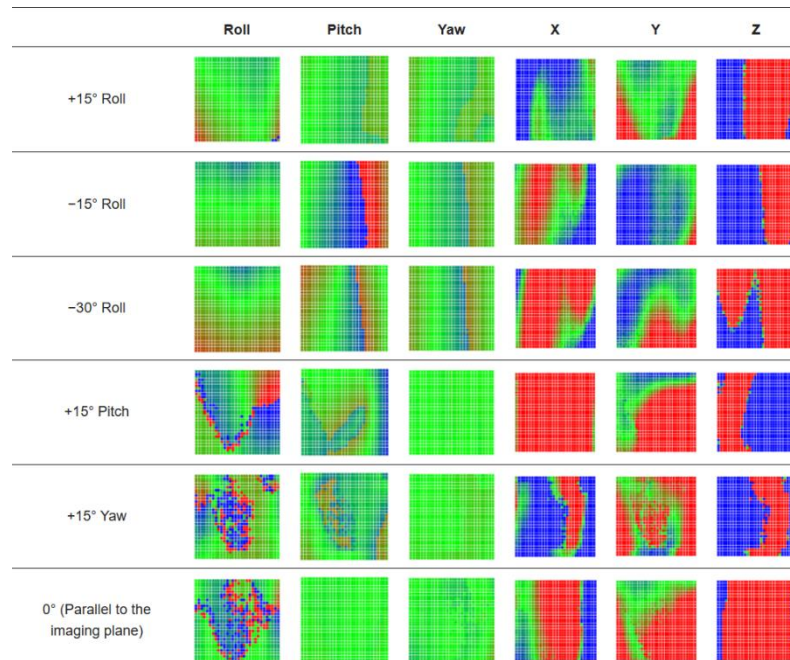 Roll Pitch Yaw X Y Z
+15° Roll
−15° Roll
−30° Roll
+15° Pitch
+15° Yaw
0° (Parallel to the
imaging plane)